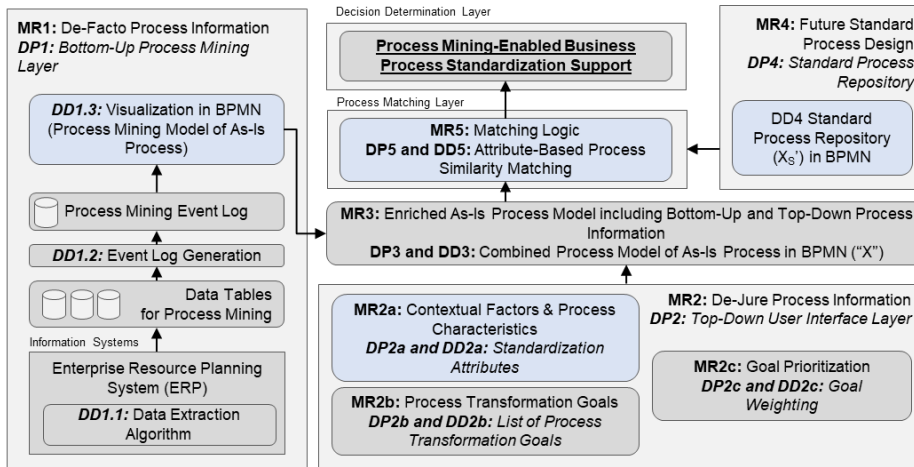 MR1: De-Facto Process Information
DP1: Bottom-Up Process Mining
Layer
DD1.3: Visualization in BPMN
(Process Mining Model of As-Is
Process)
Process Mining Event Log
DD1.2: Event Log Generation
Data Tables
for Process Mining
Information Systems
Enterprise Resource Planning
System (ERP)
DD1.1: Data Extraction
Algorithm
Decision Determination Layer
Process Mining-Enabled Business
Process Standardization Support
Process Matching Layer
MR5: Matching Logic
DP5 and DD5: Attribute-Based Process
Similarity Matching
MR4: Future Standard
Process Design
DP4: Standard Process
Repository
DD4 Standard
Process Repository
(Xs’) in BPMN
MR3: Enriched As-Is Process Model including Bottom-Up and Top-Down Process
Information
DP3 and DD3: Combined Process Model of As-Is Process in BPMN (“X”)
MR2a: Contextual Factors & Process
Characteristics
DP2a and DD2a: Standardization
Attributes
MR2b: Process Transformation Goals
DP2b and DD2b: List of Process
Transformation Goals
MR2: De-Jure Process Information
DP2: Top-Down User Interface Layer
MR2c: Goal Prioritization
DP2c and DD2c: Goal
Weighting